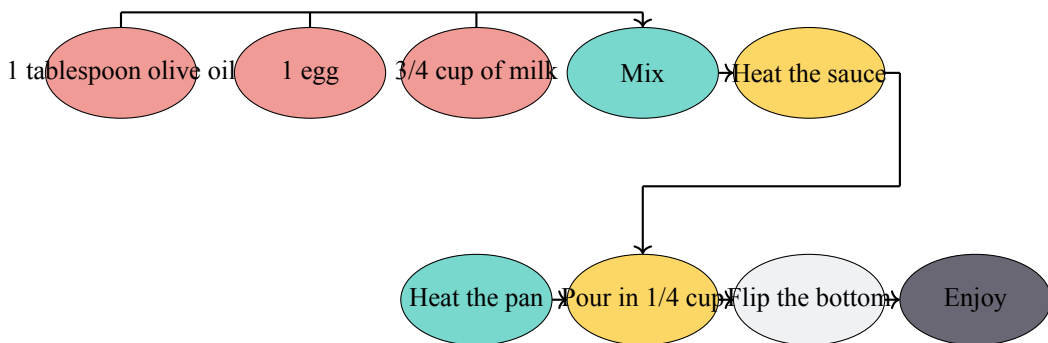 1 tablespoon olive oil
1 egg
3/4 cup of milk
Mix
Heat the sauce
Heat the pan
Pour in 1/4 cup
Flip the bottom
Enjoy